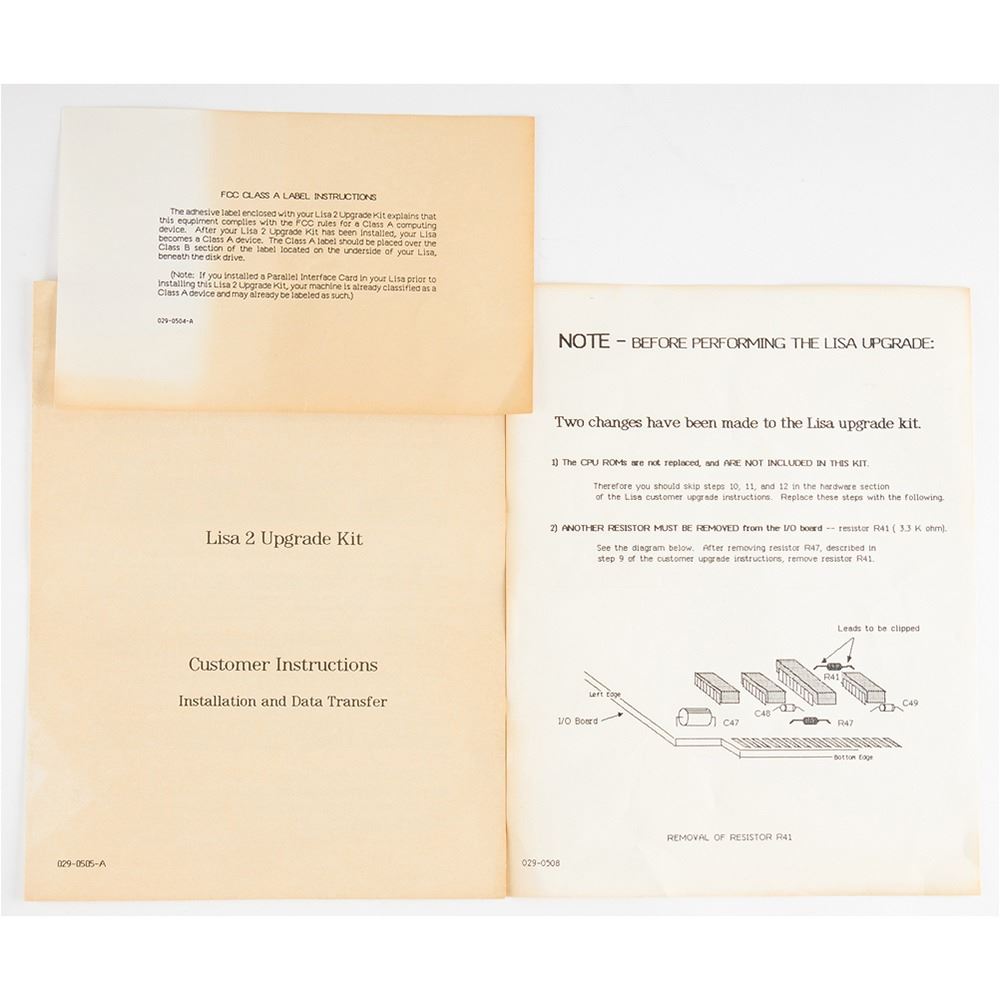 FCC CLASS A LABEL INSTRUCTIONS
The adhesive label enclosed with your Lisa 2 Upgrade Kit explains that
this equipment complies with the FCC rules for a Class A computing
device. After your Lisa 2 Upgrade Kit has been installed, your Lisa
becomes a Class A device. The Class A label should be placed over the
Class B section of the label located on the underside of your Lisa,
beneath the disk drive.
(Note: If you installed a Parallel Interface Card in your Lisa prior to
installing this Lisa 2 Upgrade Kit, your machine is already classified as a
Class A device and may already be labeled as such.)
029-0504-A
Lisa 2 Upgrade Kit
Customer Instructions
Installation and Data Transfer
029-0505-A
NOTE - BEFORE PERFORMING THE LISA UPGRADE:
Two changes have been made to the Lisa upgrade kit.
1) The CPU ROMs are not replaced, and ARE NOT INCLUDED IN THIS KIT.
Therefore you should skip steps 10, 11, and 12 in the hardware section
of the Lisa customer upgrade instructions. Replace these steps with the following.
2) ANOTHER RESISTOR MUST BE REMOVED from the I/O board -- resistor R41 ( 3.3 K ohm).
See the diagram below. After removing resistor R47, described in
step 9 of the customer upgrade instructions, remove resistor R41.
Leads to be clipped
R41
Left Edge
C49
C48
I/O Board
C47
R47
Bottom Edge
REMOVAL OF RESISTOR R41
029-0508